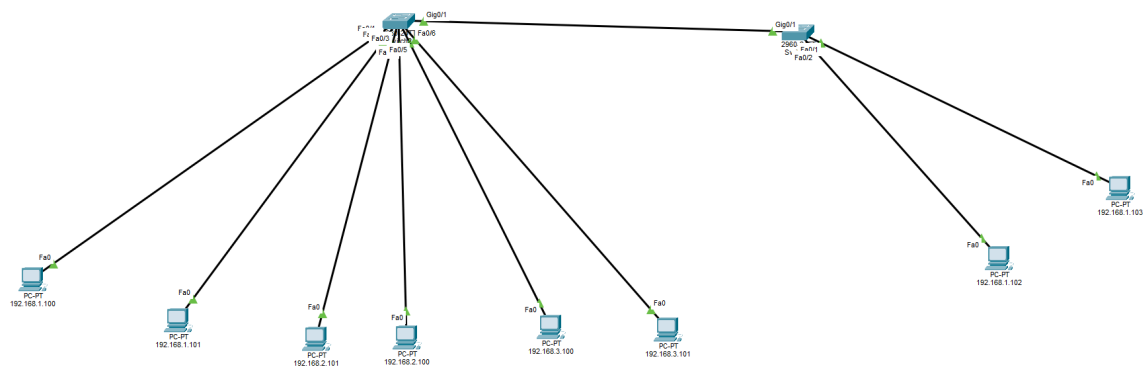 Gig0/1
Fa0/6
Fa0/3
Fa0/5
Gig0/1
2960
Fa0/1
Fa0/2
Fa0
PC-PT
192.168.1.103
Fa0
PC-PT
192.168.1.102
Fa0
PC-PT
192.168.1.100
Fa0
PC-PT
192.168.1.101
Fa0
PC-PT
192.168.2.101
Fa0
PC-PT
192.168.2.100
Fa0
PC-PT
192.168.3.100
Fa0
PC-PT
192.168.3.101